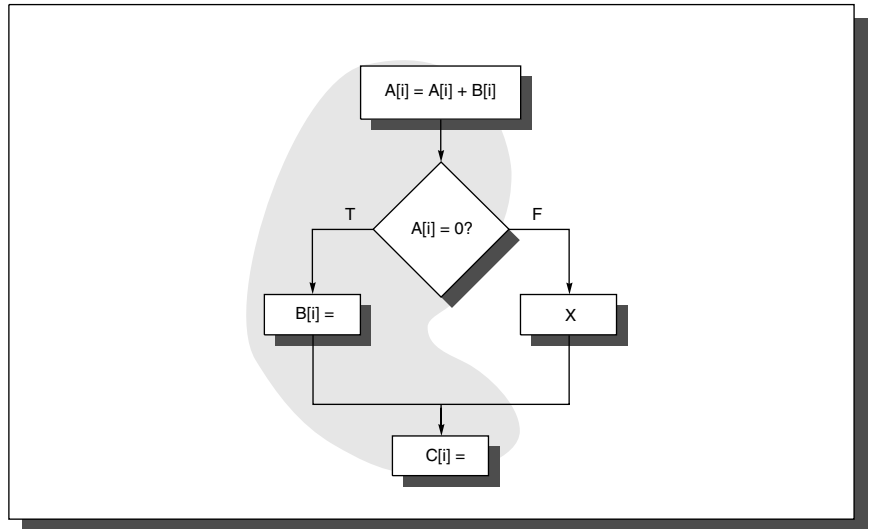 A[i] = A[i] + B[i]
A[i] = 0?
T
F
B[i] =
X
C[i] =